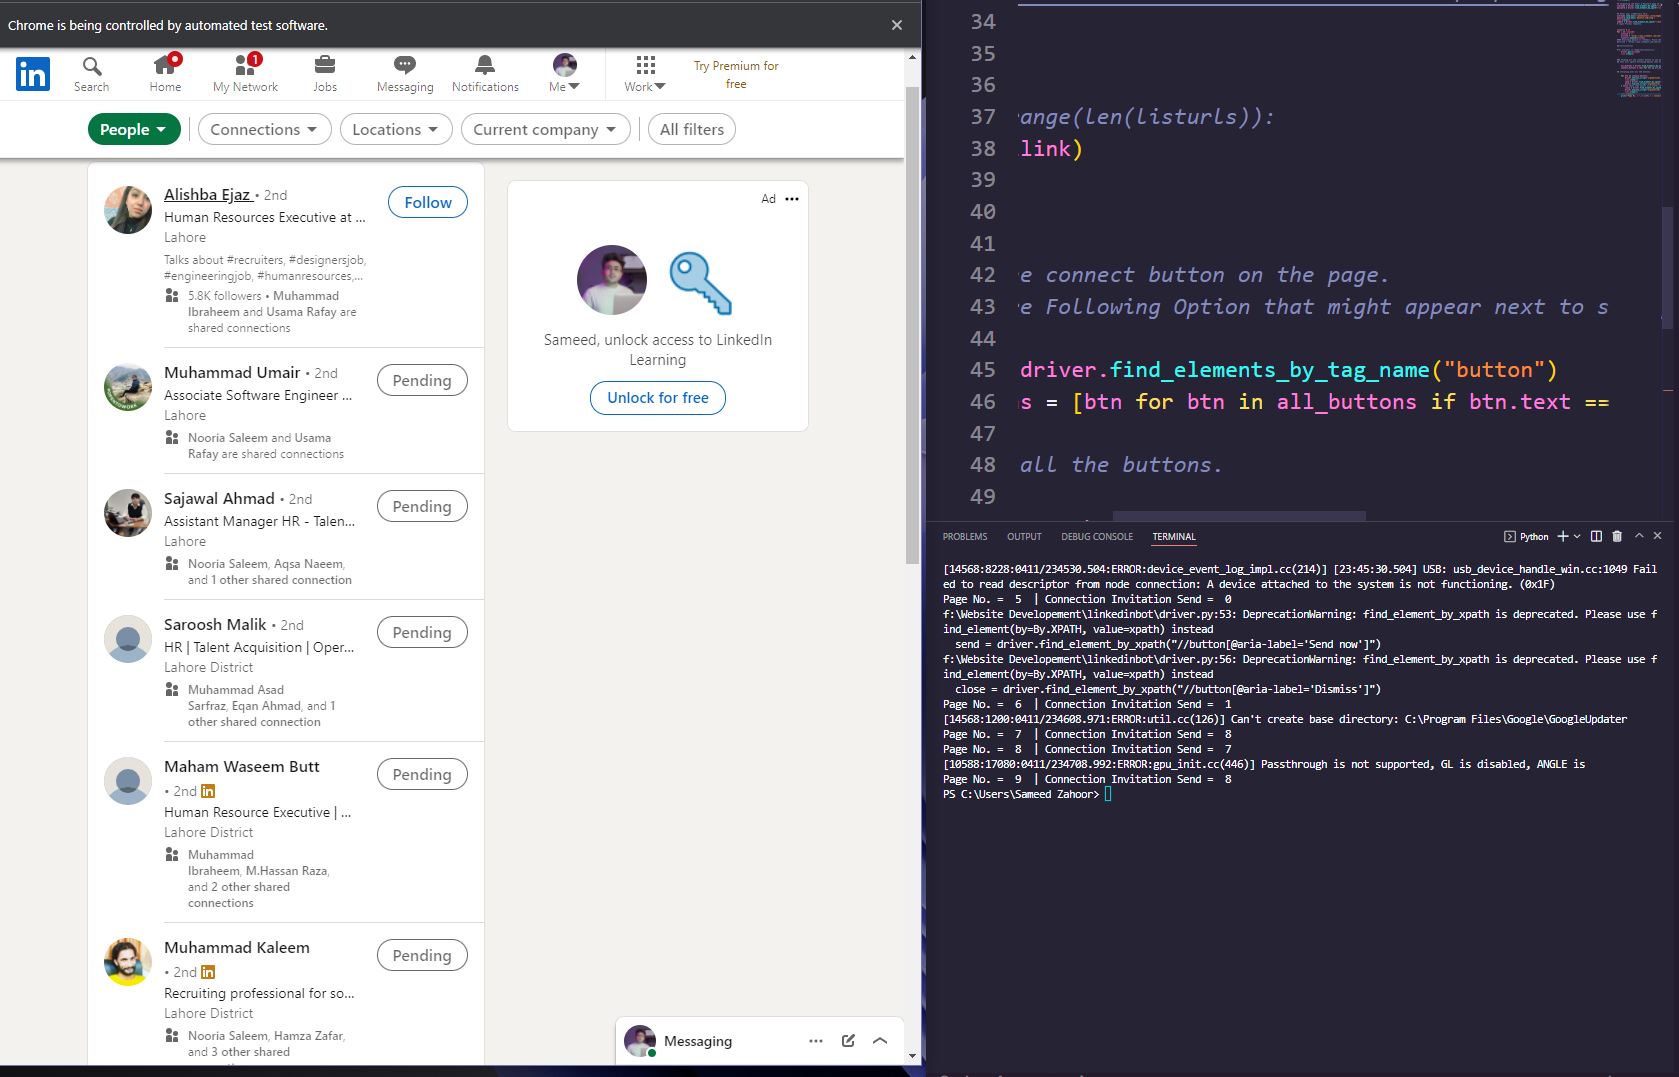 Chrome is being controlled by automated test software.
in
Search
Home
1
My Network
Jobs
Messaging
Notifications
Me
Work
Try Premium for
free
People
Connections
Locations
Current company
All filters
Alishba Ejaz • 2nd
Follow
Human Resources Executive at ...
Lahore
Talks about #recruiters, #designersjob,
#engineeringjob, #humanresources,...
5.8K followers • Muhammad
Ibraheem and Usama Rafay are
shared connections
Muhammad Umair • 2nd
Pending
Associate Software Engineer ...
Lahore
Nooria Saleem and Usama
Rafay are shared connections
Sajawal Ahmad • 2nd
Pending
Assistant Manager HR - Talen...
Lahore
Nooria Saleem, Aqsa Naeem,
and 1 other shared connection
Saroosh Malik • 2nd
Pending
HR | Talent Acquisition | Oper...
Lahore District
Muhammad Asad
Sarfraz, Eqan Ahmad, and 1
other shared connection
Maham Waseem Butt
Pending
• 2nd in
Human Resource Executive | ...
Lahore District
Muhammad
Ibraheem, M.Hassan Raza,
and 2 other shared
connections
Muhammad Kaleem
Pending
• 2nd in
Recruiting professional for so...
Lahore District
Nooria Saleem, Hamza Zafar,
and 3 other shared
Ad •••
Sameed, unlock access to LinkedIn
Learning
Unlock for free
Messaging
34
35
36
37 ange(len(listurls)):
38 link)
39
40
41
42 e connect button on the page.
43 e Following Option that might appear next to s
44
45 driver.find_elements_by_tag_name("button")
46 s = [btn for btn in all_buttons if btn.text ==
47
48 all the buttons.
49
PROBLEMS OUTPUT DEBUG CONSOLE TERMINAL
Python
[14568:8228:0411/234530.504:ERROR:device_event_log_impl.cc(214)] [23:45:30.504] USB: usb_device_handle_win.cc:1049 Fail
ed to read descriptor from node connection: A device attached to the system is not functioning. (0x1F)
Page No. = 5 | Connection Invitation Send = 0
f:\Website Developement\linkedinbot\driver.py:53: DeprecationWarning: find_element_by_xpath is deprecated. Please use f
ind_element(by=By.XPATH, value=xpath) instead
send = driver.find_element_by_xpath("//button[@aria-label='Send now']")
f:\Website Developement\linkedinbot\driver.py:56: DeprecationWarning: find_element_by_xpath is deprecated. Please use f
ind_element(by=By.XPATH, value=xpath) instead
close = driver.find_element_by_xpath("//button[@aria-label='Dismiss']")
Page No. = 6 | Connection Invitation Send = 1
[14568:1200:0411/234608.971:ERROR:util.cc(126)] Can't create base directory: C:\Program Files\Google\GoogleUpdater
Page No. = 7 | Connection Invitation Send = 8
Page No. = 8 | Connection Invitation Send = 7
[10588:17080:0411/234708.992:ERROR:gpu_init.cc(446)] Passthrough is not supported, GL is disabled, ANGLE is
Page No. = 9 | Connection Invitation Send = 8
PS C:\Users\Sameed Zahoor>